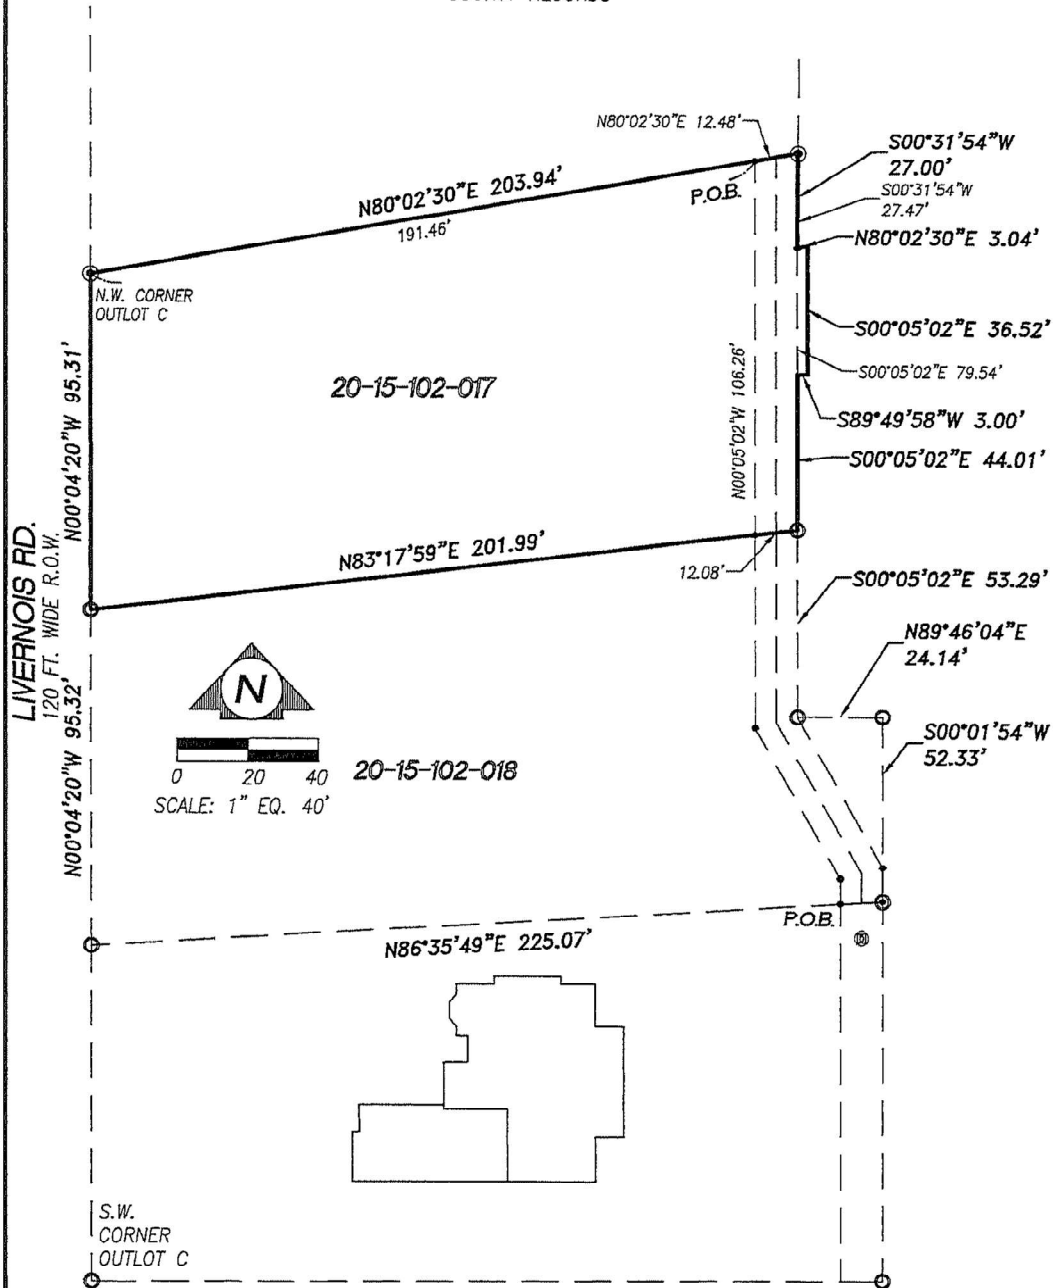 N80°02'30"E 12.48'
S00°31'54"W
27.00'
S00°31'54"W
27.47'
N80°02'30"E 203.94'
191.46'
P.O.B.
N80°02'30"E 3.04'
N.W. CORNER
OUTLOT C
S00°05'02"E 36.52'
N00°04'20"W 95.31'
20-15-102-017
N00°05'02"W 106.26'
S00°05'02"E 79.54'
S89°49'58"W 3.00'
S00°05'02"E 44.01'
LIVERNOIS RD.
120 FT. WIDE R.O.W.
N83°17'59"E 201.99'
12.08'
S00°05'02"E 53.29'
N89°46'04"E
24.14'
N
N00°04'20"W 95.32'
S00°01'54"W
52.33'
0 20 40
20-15-102-018
SCALE: 1" EQ. 40'
P.O.B.
N86°35'49"E 225.07'
S.W.
CORNER
OUTLOT C